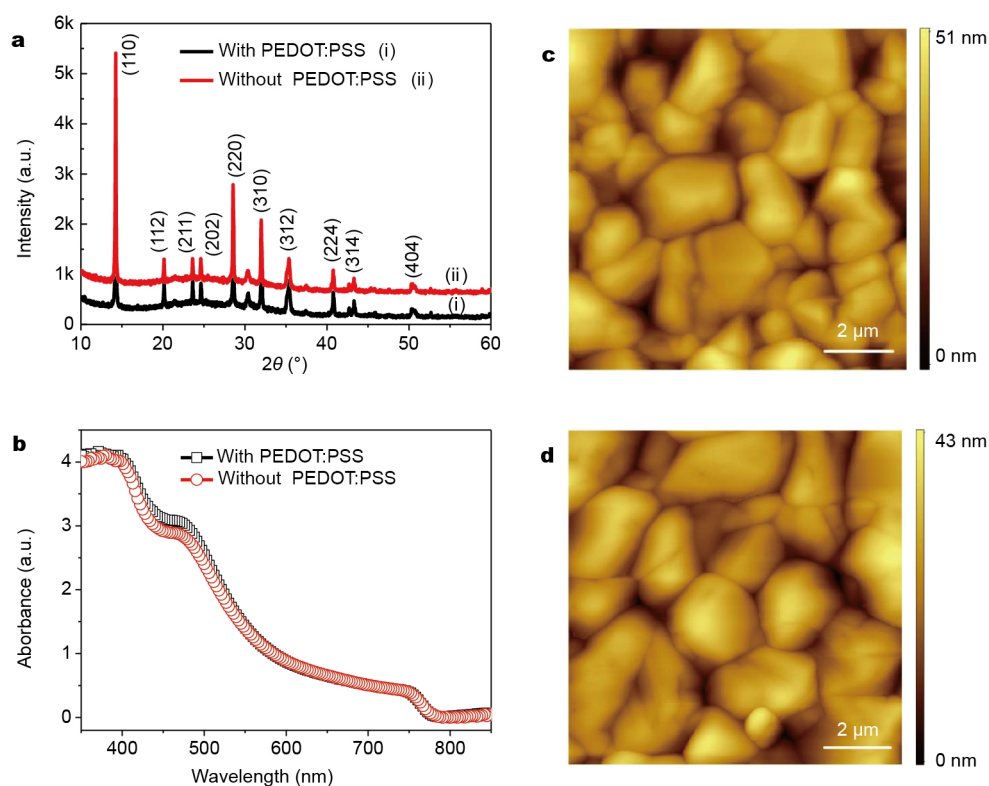 a
6k
5k
4k
3k
2k
1k
0
Intensity (a.u.)
With PEDOT:PSS (i)
Without PEDOT:PSS (ii)
(110)
(112)
(211)
(202)
(220)
(310)
(312)
(224)
(314)
(404)
(ii)
(i)
10 20 30 40 50 60
2θ (°)
b
4
3
2
1
0
Aborbance (a.u.)
With PEDOT:PSS
Without PEDOT:PSS
400 500 600 700 800
Wavelength (nm)
c
51 nm
2 µm
0 nm
d
43 nm
2 µm
0 nm